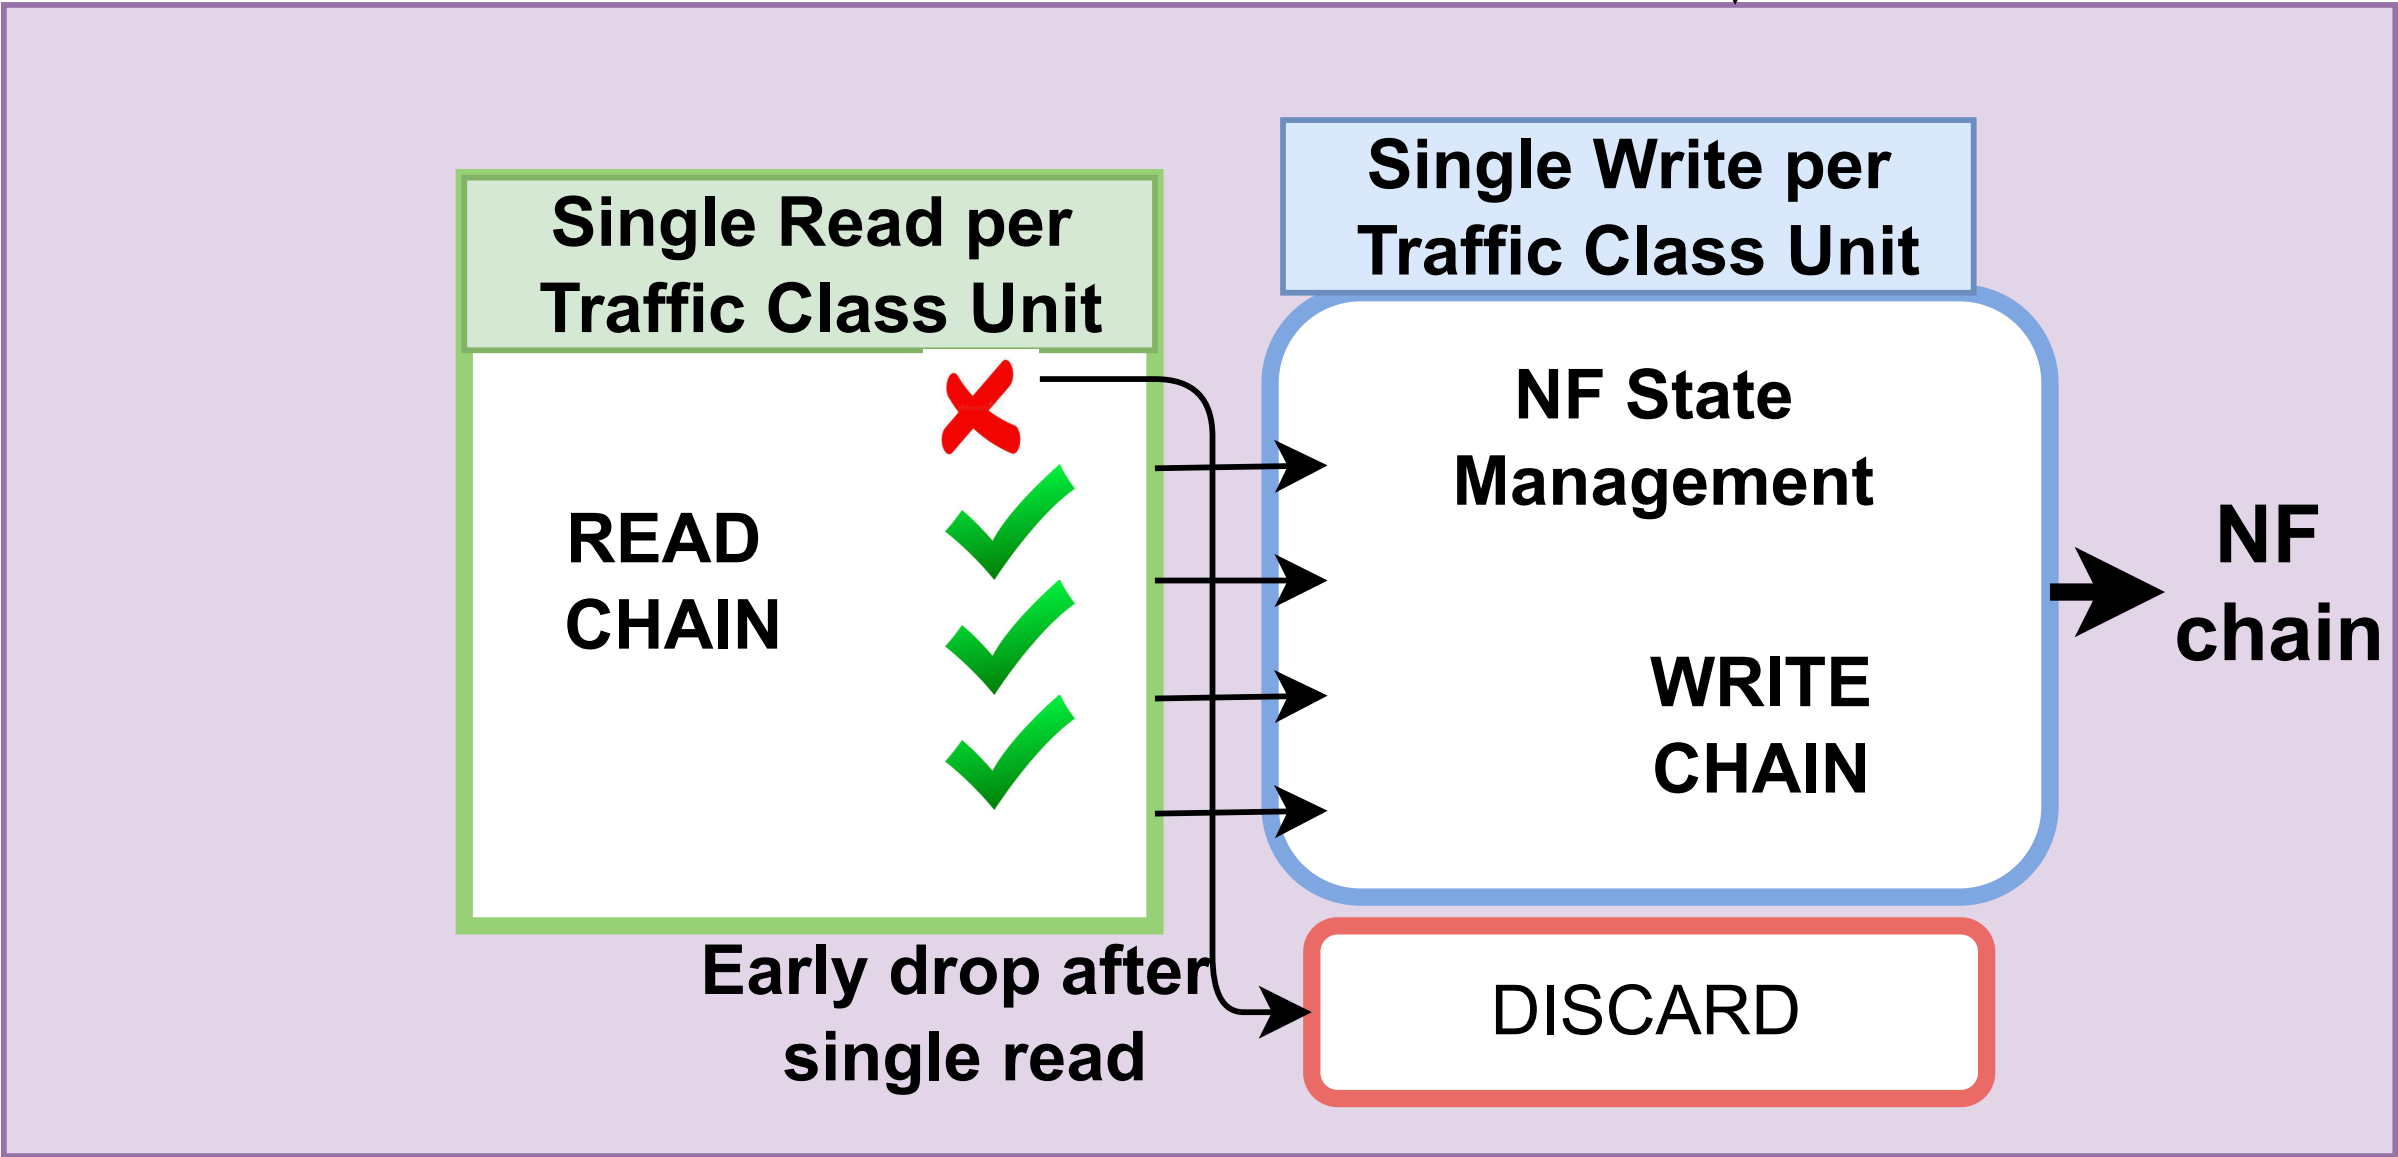 Single Read per
Traffic Class Unit
READ
CHAIN
Early drop after
single read
Single Write per
Traffic Class Unit
NF State
Management
WRITE
CHAIN
DISCARD
NF
chain